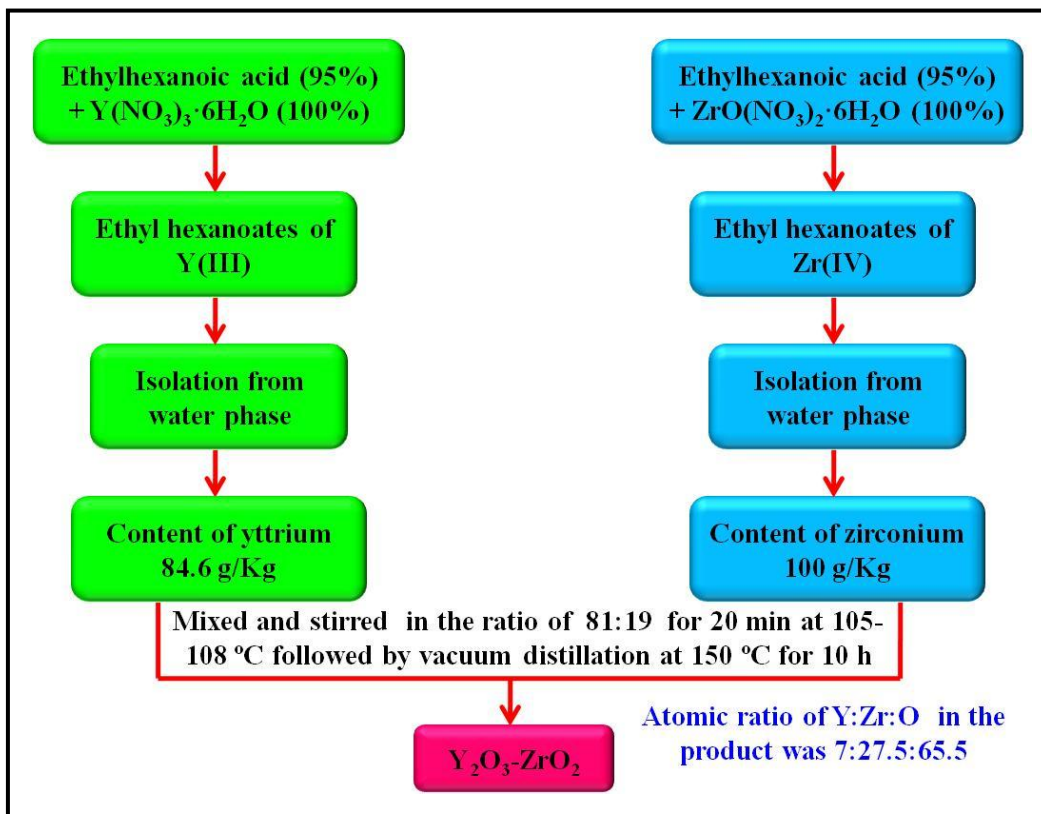 Ethylhexanoic acid (95%)
+ Y(NO₃)₃·6H₂O (100%)
Ethyl hexanoates of
Y(III)
Isolation from
water phase
Content of yttrium
84.6 g/Kg
Ethylhexanoic acid (95%)
+ ZrO(NO₃)₂·6H₂O (100%)
Ethyl hexanoates of
Zr(IV)
Isolation from
water phase
Content of zirconium
100 g/Kg
Mixed and stirred in the ratio of 81:19 for 20 min at 105-
108 ºC followed by vacuum distillation at 150 ºC for 10 h
Y₂O₃-ZrO₂
Atomic ratio of Y:Zr:O in the
product was 7:27.5:65.5